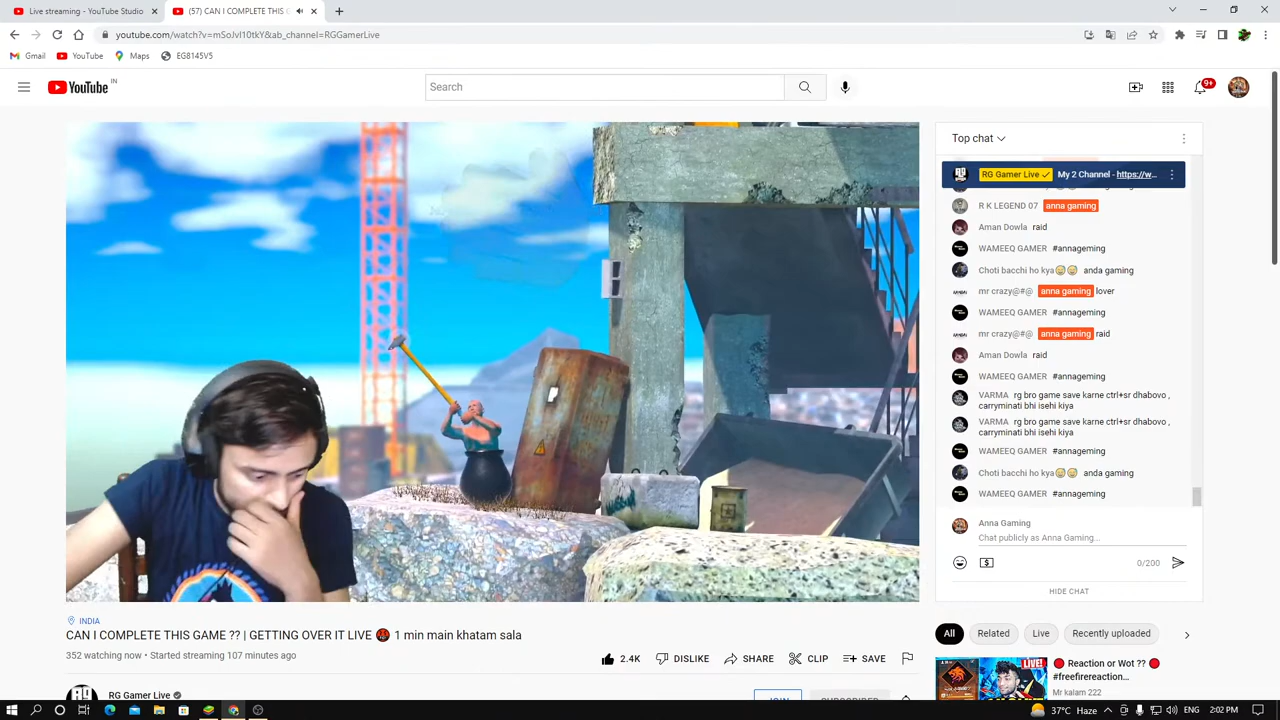 Live streaming - YouTube Studio
(57) CAN I COMPLETE THIS G
youtube.com/watch?v=mSoJvI10tkY&ab_channel=RGGamerLive
Gmail
YouTube
Maps
EG8145V5
YouTube IN
Search
9+
Top chat
RG Gamer Live My 2 Channel - https://w...
R K LEGEND 07 anna gaming
Aman Dowla raid
WAMEEQ GAMER #annageming
Choti bacchi ho kya😅😅 anda gaming
mr crazy@#@ anna gaming lover
WAMEEQ GAMER #annageming
mr crazy@#@ anna gaming raid
Aman Dowla raid
WAMEEQ GAMER #annageming
VARMA rg bro game save karne ctrl+sr dhabovo ,
carryminati bhi isehi kiya
VARMA rg bro game save karne ctrl+sr dhabovo ,
carryminati bhi isehi kiya
WAMEEQ GAMER #annageming
Choti bacchi ho kya😅😅 anda gaming
WAMEEQ GAMER #annageming
Anna Gaming
Chat publicly as Anna Gaming...
0/200
HIDE CHAT
INDIA
CAN I COMPLETE THIS GAME ?? | GETTING OVER IT LIVE 1 min main khatam sala
352 watching now • Started streaming 107 minutes ago
2.4K
DISLIKE
SHARE
CLIP
SAVE
RG Gamer Live
JOIN
SUBSCRIBED
All
Related
Live
Recently uploaded
LIVE!
🔴 Reaction or Wot ?? 🔴
#freefirereaction...
Mr kalam 222
37°C Haze
ENG
2:02 PM